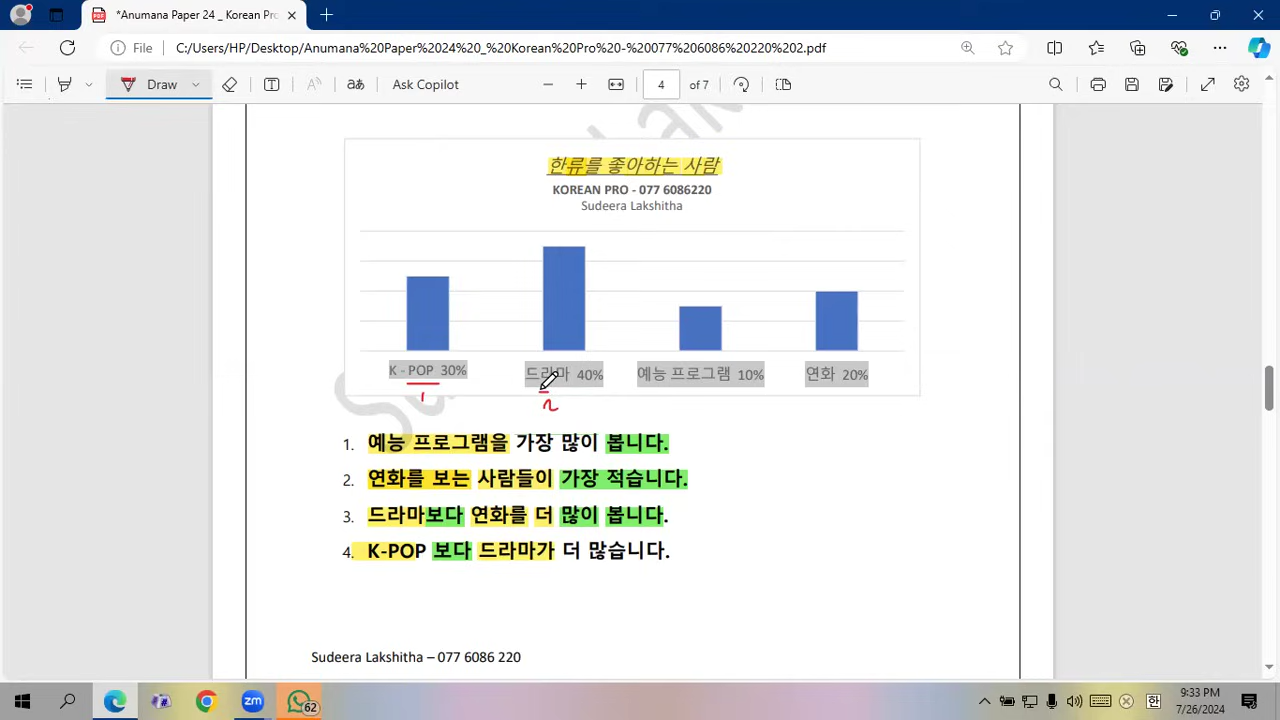 *Anumana Paper 24 _ Korean Pro -
File C:/Users/HP/Desktop/Anumana%20Paper%2024%20_%20Korean%20Pro%20-%20077%206086%20220%202.pdf
Draw aあ Ask Copilot 4 of 7
한류를 좋아하는 사람
KOREAN PRO - 077 6086220
Sudeera Lakshitha
K - POP 30% 드라마 40% 예능 프로그램 10% 연화 20%
1 2
1. 예능 프로그램을 가장 많이 봅니다.
2. 연화를 보는 사람들이 가장 적습니다.
3. 드라마보다 연화를 더 많이 봅니다.
4. K-POP 보다 드라마가 더 많습니다.
Sudeera Lakshitha – 077 6086 220
62
한
9:33 PM
7/26/2024